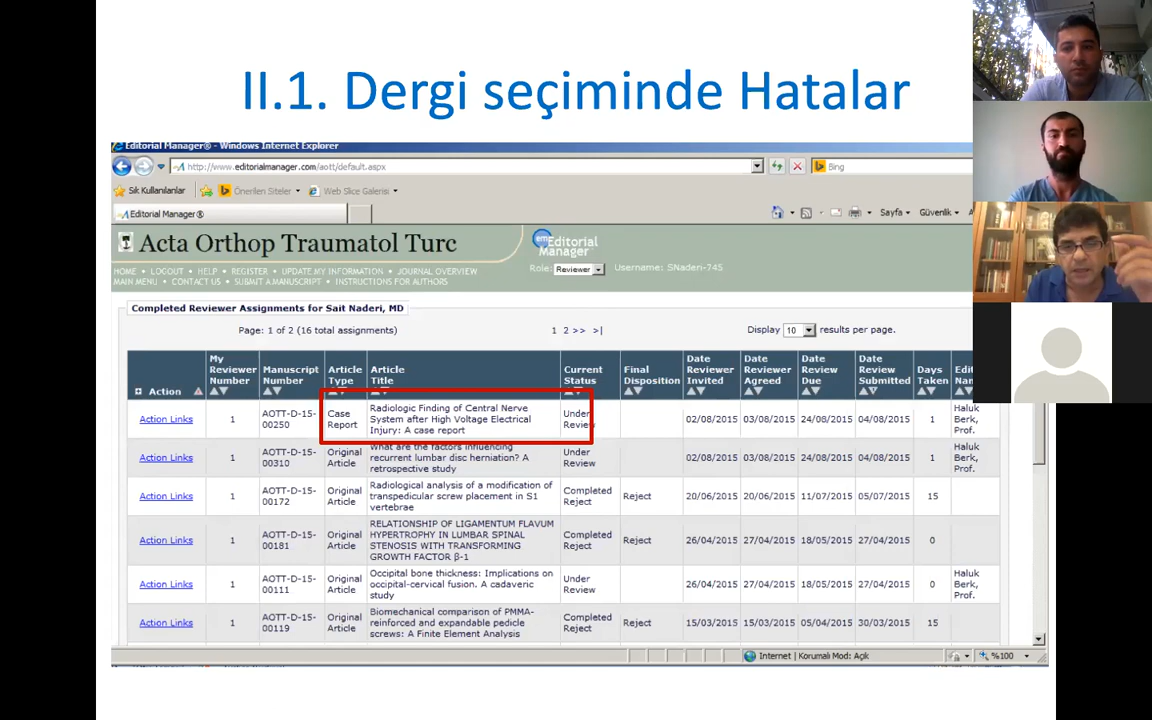 II.1. Dergi seçiminde Hatalar
Editorial Manager® - Windows Internet Explorer
http://www.editorialmanager.com/aott/default.aspx
Bing
Sık Kullanılanlar
Önerilen Siteler
Web Slice Galerisi
Editorial Manager®
Sayfa
Güvenlik
Acta Orthop Traumatol Turc
em Editorial
Manager
HOME · LOGOUT · HELP · REGISTER · UPDATE MY INFORMATION · JOURNAL OVERVIEW
MAIN MENU · CONTACT US · SUBMIT A MANUSCRIPT · INSTRUCTIONS FOR AUTHORS
Role: Reviewer
Username: SNaderi-745
Completed Reviewer Assignments for Sait Naderi, MD
Page: 1 of 2 (16 total assignments)
1 2 >> >|
Display 10 results per page.
Action
My
Reviewer
Number
Manuscript
Number
Article
Type
Article
Title
Current
Status
Final
Disposition
Date
Reviewer
Invited
Date
Reviewer
Agreed
Date
Review
Due
Date
Review
Submitted
Days
Taken
Action Links
1
AOTT-D-15-
00250
Case
Report
Radiologic Finding of Central Nerve
System after High Voltage Electrical
Injury: A case report
Under
Review
02/08/2015
03/08/2015
24/08/2015
04/08/2015
1
Haluk
Berk,
Prof.
Action Links
1
AOTT-D-15-
00310
Original
Article
What are the factors influencing
recurrent lumbar disc herniation? A
retrospective study
Under
Review
02/08/2015
03/08/2015
24/08/2015
04/08/2015
1
Haluk
Berk,
Prof.
Action Links
1
AOTT-D-15-
00172
Original
Article
Radiological analysis of a modification of
transpedicular screw placement in S1
vertebrae
Completed
Reject
Reject
20/06/2015
20/06/2015
11/07/2015
05/07/2015
15
Action Links
1
AOTT-D-15-
00181
Original
Article
RELATIONSHIP OF LIGAMENTUM FLAVUM
HYPERTROPHY IN LUMBAR SPINAL
STENOSIS WITH TRANSFORMING
GROWTH FACTOR β-1
Completed
Reject
Reject
26/04/2015
27/04/2015
18/05/2015
27/04/2015
0
Action Links
1
AOTT-D-15-
00111
Original
Article
Occipital bone thickness: Implications on
occipital-cervical fusion. A cadaveric
study
Under
Review
26/04/2015
27/04/2015
18/05/2015
27/04/2015
0
Haluk
Berk,
Prof.
Action Links
1
AOTT-D-15-
00119
Original
Article
Biomechanical comparison of PMMA-
reinforced and expandable pedicle
screws: A Finite Element Analysis
Completed
Reject
Reject
15/03/2015
15/03/2015
05/04/2015
30/03/2015
15
Internet | Korumalı Mod: Açık
%100